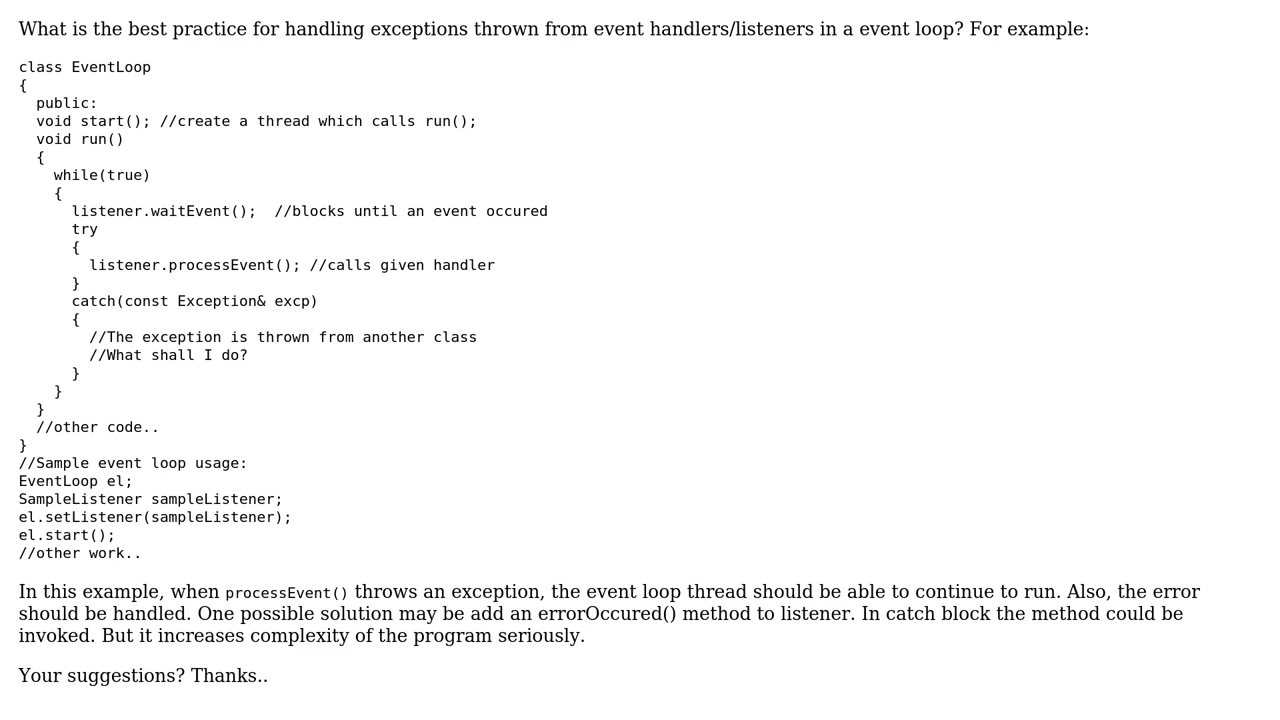 What is the best practice for handling exceptions thrown from event handlers/listeners in a event loop? For example:
class EventLoop
{
  public:
  void start(); //create a thread which calls run();
  void run()
  {
    while(true)
    {
      listener.waitEvent();  //blocks until an event occured
      try
      {
        listener.processEvent(); //calls given handler
      }
      catch(const Exception& excp)
      {
        //The exception is thrown from another class
        //What shall I do?
      }
    }
  }
  //other code..
}
//Sample event loop usage:
EventLoop el;
SampleListener sampleListener;
el.setListener(sampleListener);
el.start();
//other work..
In this example, when processEvent() throws an exception, the event loop thread should be able to continue to run. Also, the error
should be handled. One possible solution may be add an errorOccured() method to listener. In catch block the method could be
invoked. But it increases complexity of the program seriously.
Your suggestions? Thanks..